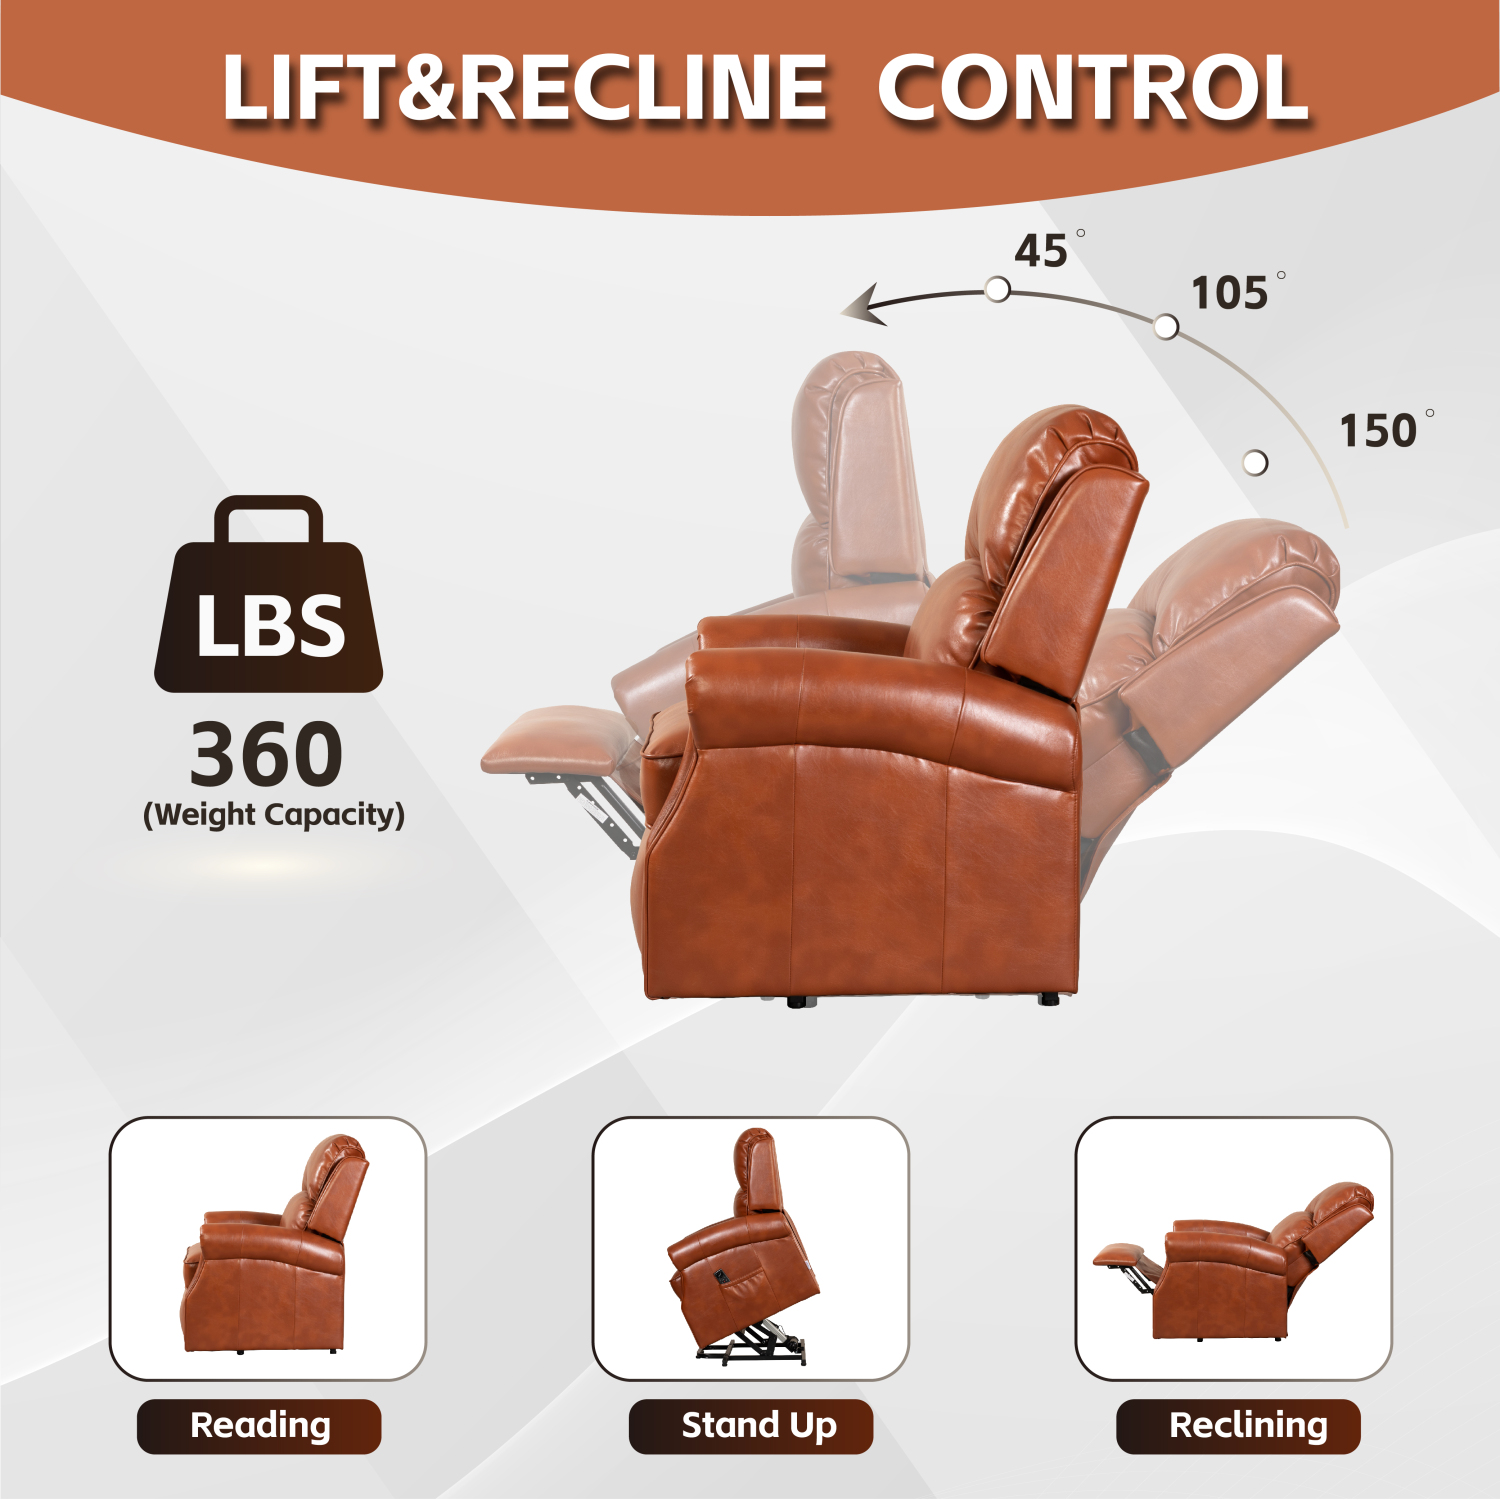 LIFT&RECLINE CONTROL
45°
105°
150°
LBS
360
(Weight Capacity)
Reading
Stand Up
Reclining